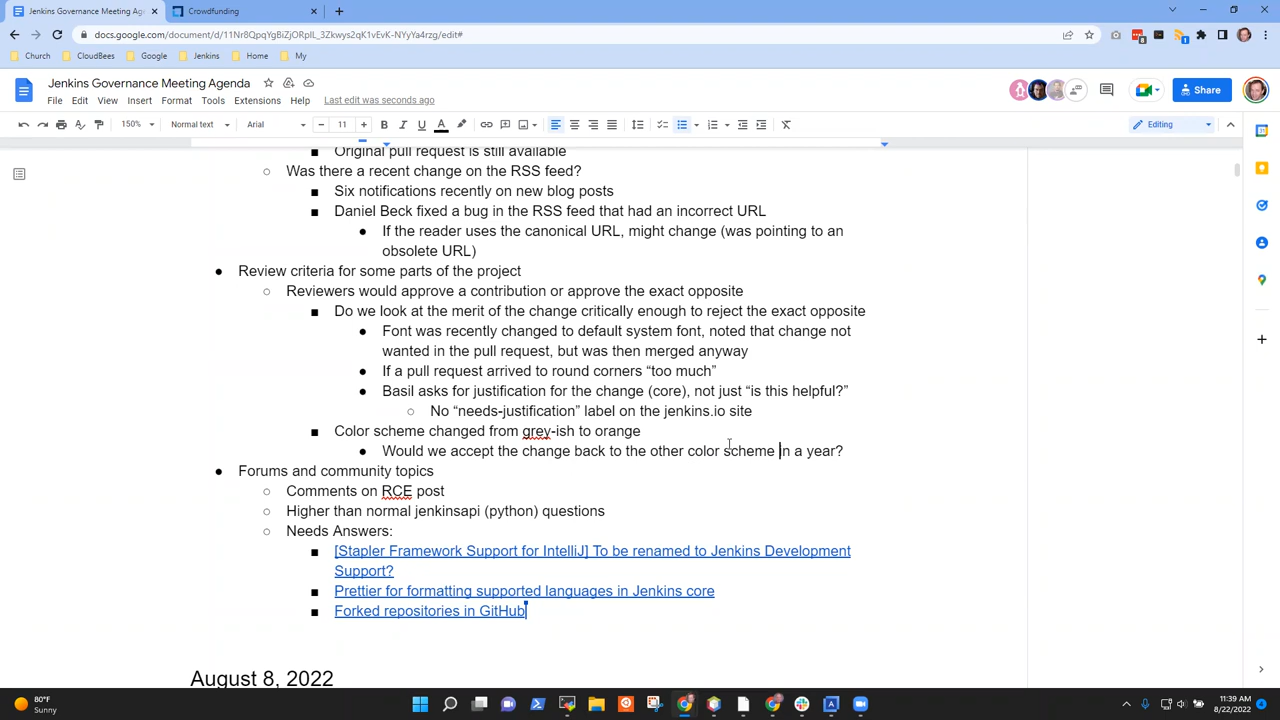 Jenkins Governance Meeting Agen
Crowdfunding
docs.google.com/document/d/11Nr8QpqYgBiZjORpIL_3Zkwys2qK1vEvK-NYyYa4rzg/edit#
Church
CloudBees
Google
Jenkins
Home
My
Jenkins Governance Meeting Agenda
File Edit View Insert Format Tools Extensions Help Last edit was seconds ago
Share
150% Normal text Arial 11 Editing
Original pull request is still available
○ Was there a recent change on the RSS feed?
■ Six notifications recently on new blog posts
■ Daniel Beck fixed a bug in the RSS feed that had an incorrect URL
● If the reader uses the canonical URL, might change (was pointing to an
obsolete URL)
● Review criteria for some parts of the project
○ Reviewers would approve a contribution or approve the exact opposite
■ Do we look at the merit of the change critically enough to reject the exact opposite
● Font was recently changed to default system font, noted that change not
wanted in the pull request, but was then merged anyway
● If a pull request arrived to round corners “too much”
● Basil asks for justification for the change (core), not just “is this helpful?”
○ No “needs-justification” label on the jenkins.io site
■ Color scheme changed from grey-ish to orange
● Would we accept the change back to the other color scheme in a year?
● Forums and community topics
○ Comments on RCE post
○ Higher than normal jenkinsapi (python) questions
○ Needs Answers:
■ [Stapler Framework Support for IntelliJ] To be renamed to Jenkins Development
Support?
■ Prettier for formatting supported languages in Jenkins core
■ Forked repositories in GitHub
August 8, 2022
80°F
Sunny
11:39 AM
8/22/2022